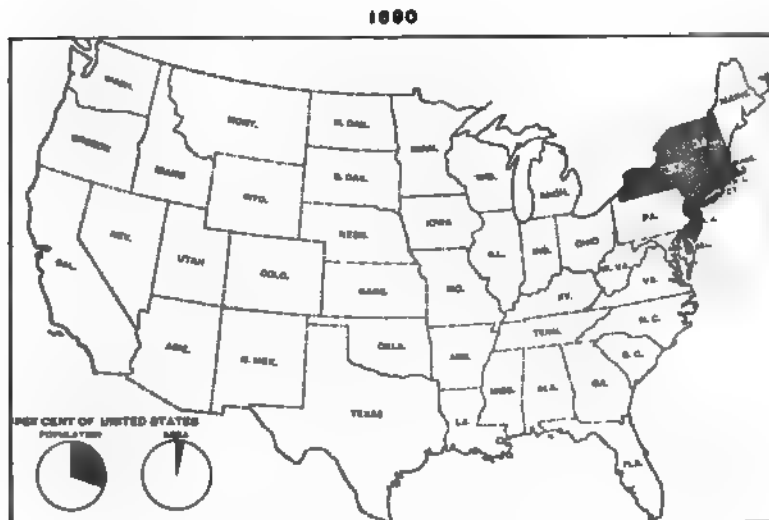 1890
WASH.
MONT.
N. DAK.
MINN.
MAINE
OREGON
IDAHO
S. DAK.
WIS.
MICH.
WYO.
IOWA
PA.
NEV.
NEBR.
ILL.
IND.
OHIO
CAL.
UTAH
COLO.
W. VA.
VA.
KANS.
MO.
KY.
N. C.
TENN.
ARIZ.
N. MEX.
OKLA.
ARK.
S. C.
MISS.
ALA.
GA.
TEXAS
LA.
FLA.
PER CENT OF UNITED STATES
POPULATION
AREA